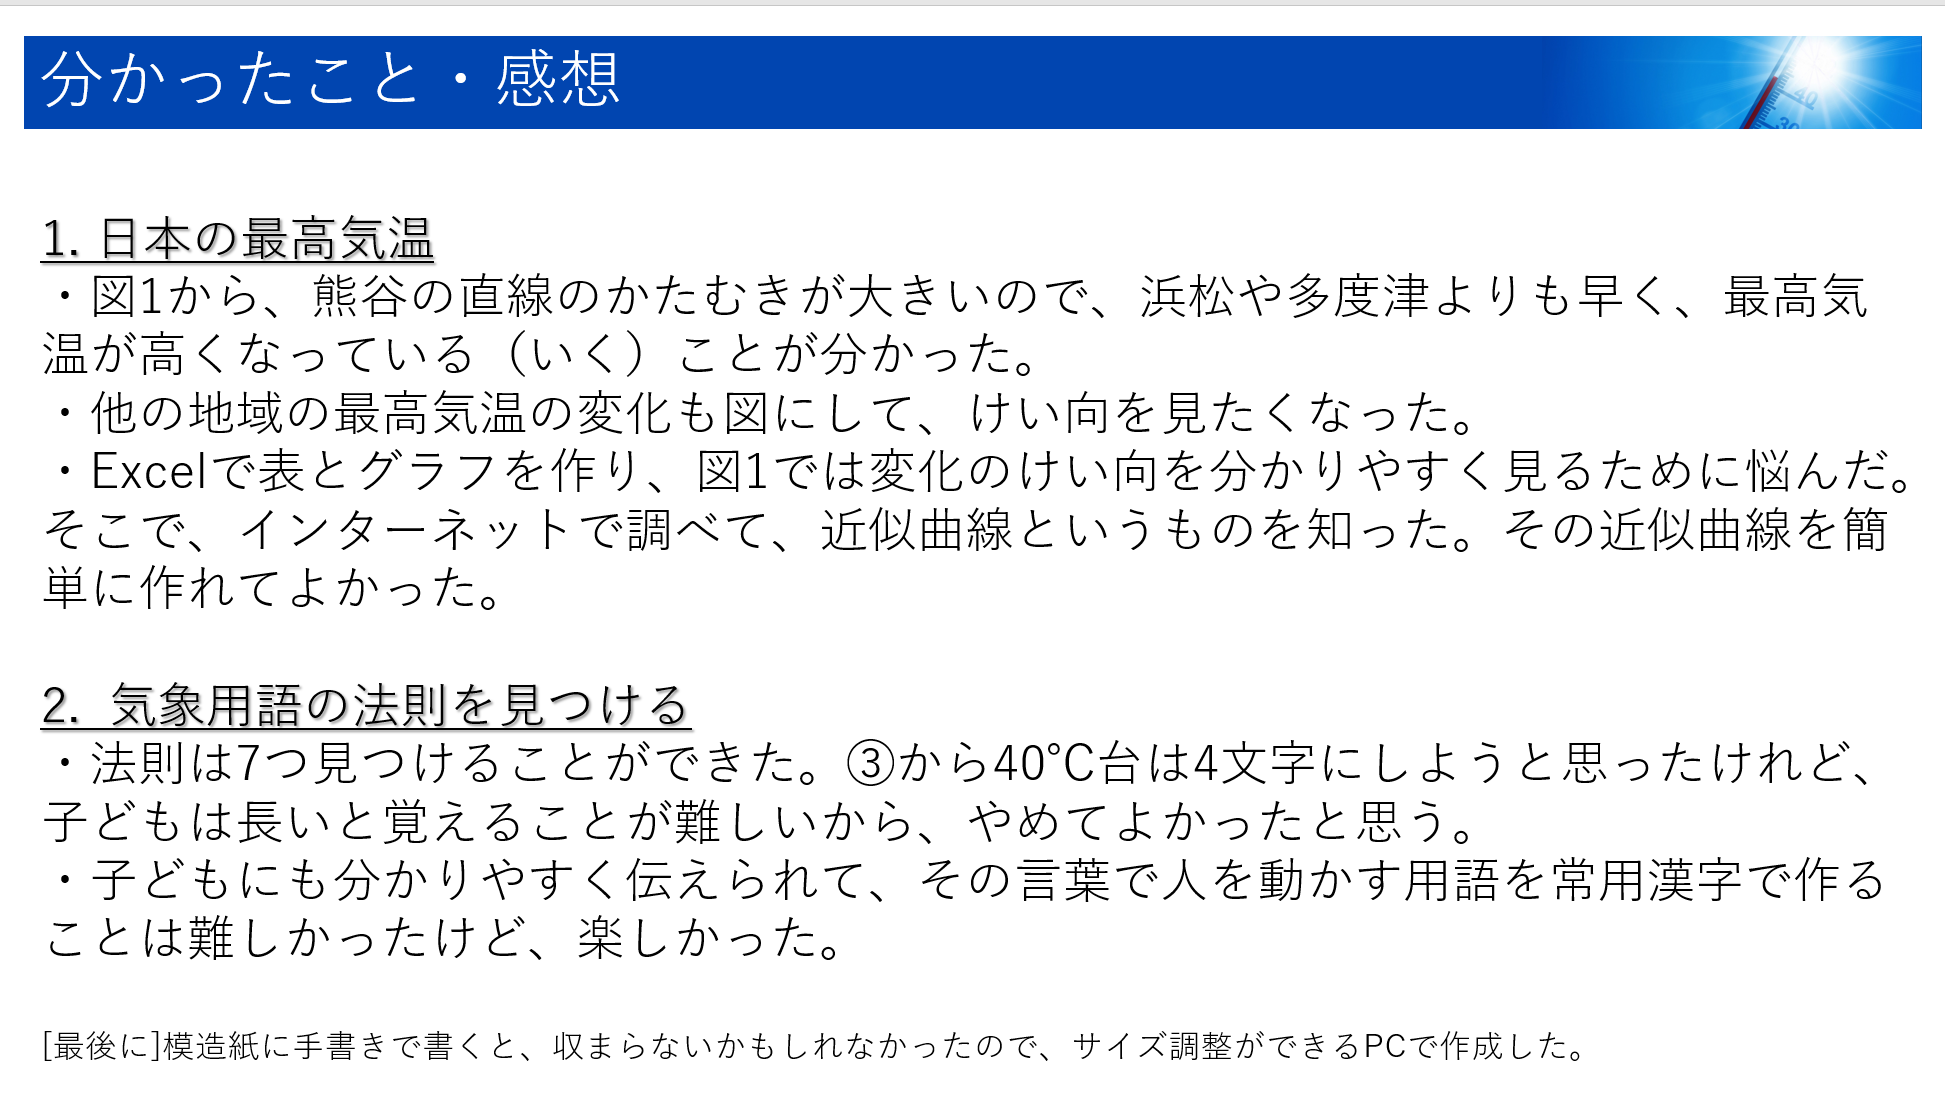 分かったこと・感想
40
30
1. 日本の最高気温
・図1から、熊谷の直線のかたむきが大きいので、浜松や多度津よりも早く、最高気
温が高くなっている（いく）ことが分かった。
・他の地域の最高気温の変化も図にして、けい向を見たくなった。
・Excelで表とグラフを作り、図1では変化のけい向を分かりやすく見るために悩んだ。
そこで、インターネットで調べて、近似曲線というものを知った。その近似曲線を簡
単に作れてよかった。
2. 気象用語の法則を見つける
・法則は7つ見つけることができた。③から40℃台は4文字にしようと思ったけれど、
子どもは長いと覚えることが難しいから、やめてよかったと思う。
・子どもにも分かりやすく伝えられて、その言葉で人を動かす用語を常用漢字で作る
ことは難しかったけど、楽しかった。
[最後に]模造紙に手書きで書くと、収まらないかもしれなかったので、サイズ調整ができるPCで作成した。